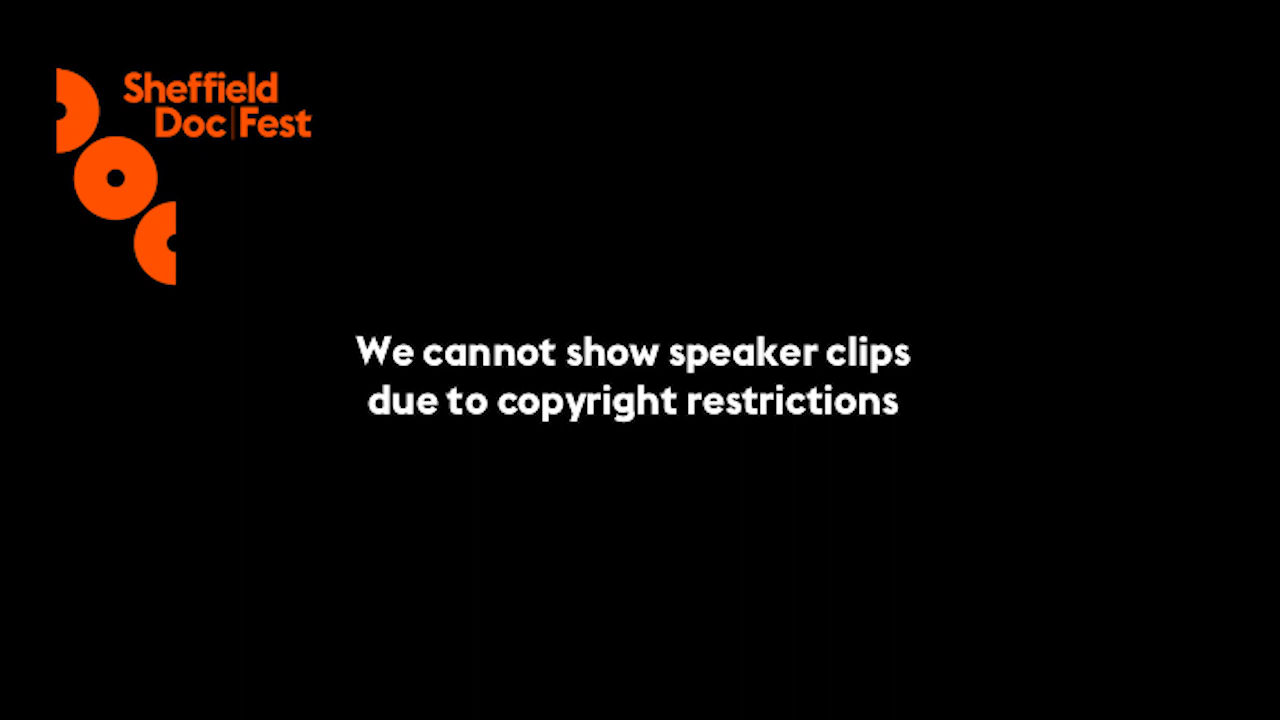 Sheffield
Doc|Fest
We cannot show speaker clips
due to copyright restrictions